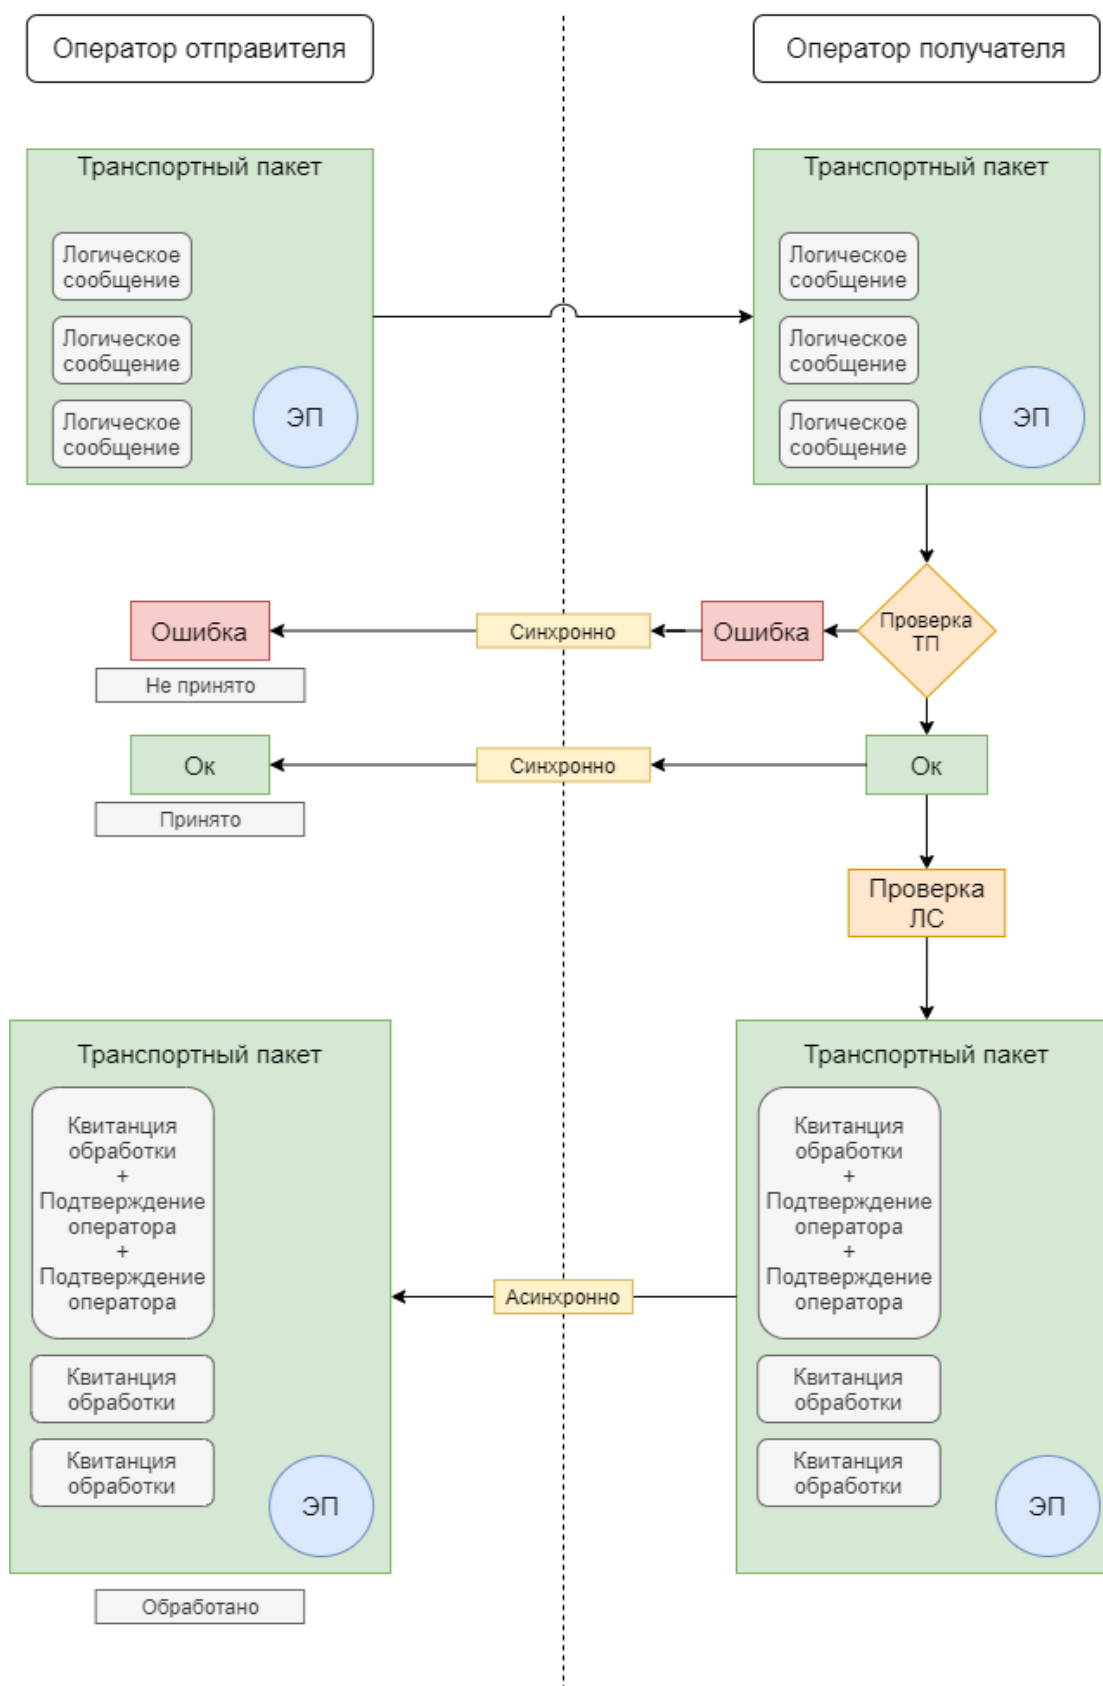 Оператор отправителя
Оператор получателя
Транспортный пакет
Логическое
сообщение
Логическое
сообщение
Логическое
сообщение
ЭП
Транспортный пакет
Логическое
сообщение
Логическое
сообщение
Логическое
сообщение
ЭП
Ошибка
Синхронно
Ошибка
Проверка
ТП
Не принято
Ок
Синхронно
Ок
Принято
Проверка
ЛС
Транспортный пакет
Квитанция
обработки
+
Подтверждение
оператора
+
Подтверждение
оператора
Квитанция
обработки
Квитанция
обработки
ЭП
Асинхронно
Транспортный пакет
Квитанция
обработки
+
Подтверждение
оператора
+
Подтверждение
оператора
Квитанция
обработки
Квитанция
обработки
ЭП
Обработано